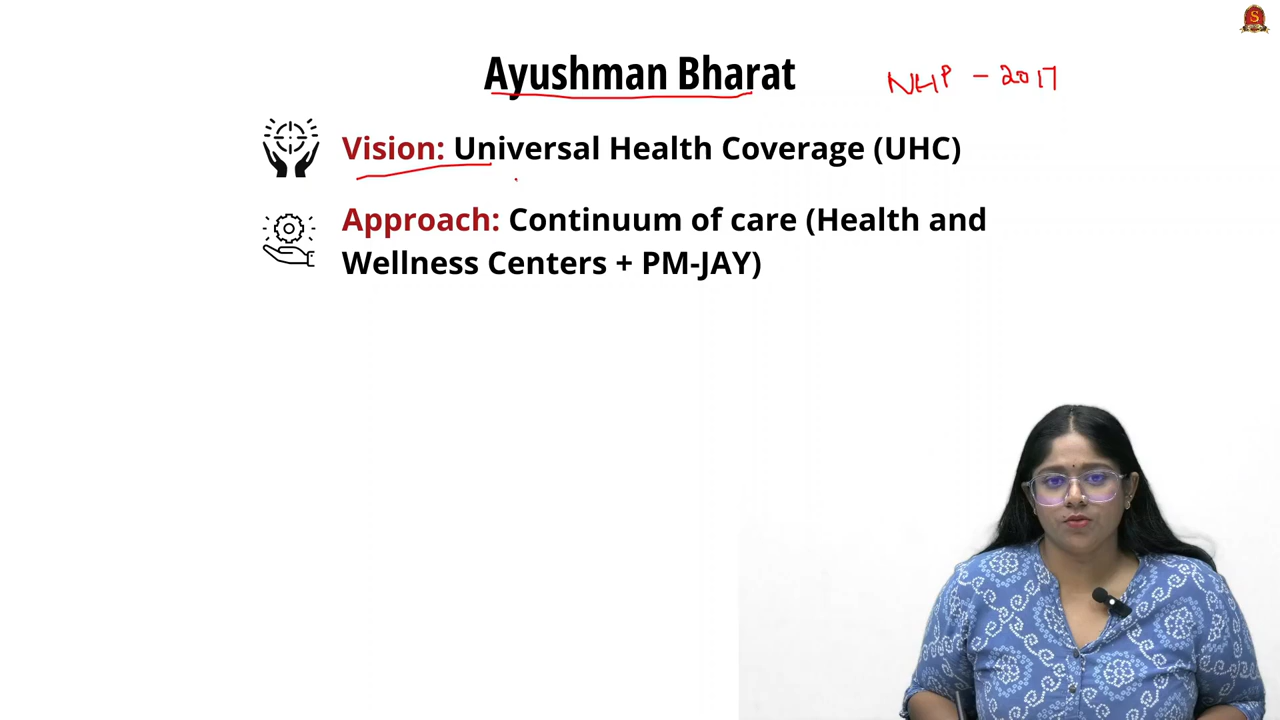 Ayushman Bharat
NHP - 2017
Vision: Universal Health Coverage (UHC)
Approach: Continuum of care (Health and
Wellness Centers + PM-JAY)